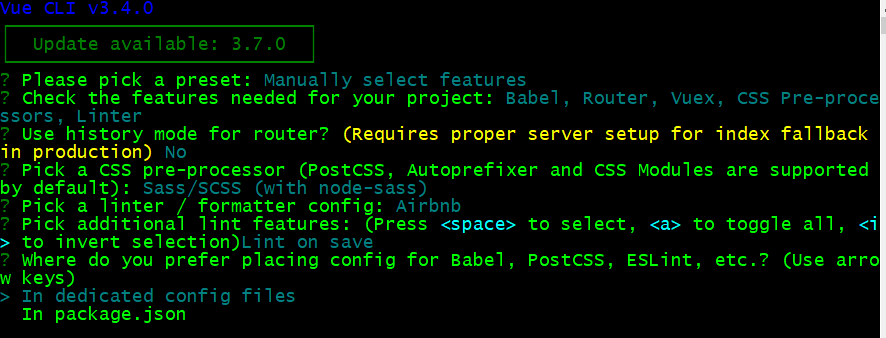 Vue CLI v3.4.0
Update available: 3.7.0
? Please pick a preset: Manually select features
? Check the features needed for your project: Babel, Router, Vuex, CSS Pre-proce
ssors, Linter
? Use history mode for router? (Requires proper server setup for index fallback
in production) No
? Pick a CSS pre-processor (PostCSS, Autoprefixer and CSS Modules are supported
by default): Sass/SCSS (with node-sass)
? Pick a linter / formatter config: Airbnb
? Pick additional lint features: (Press <space> to select, <a> to toggle all, <i
> to invert selection)Lint on save
? Where do you prefer placing config for Babel, PostCSS, ESLint, etc.? (Use arro
w keys)
> In dedicated config files
In package.json